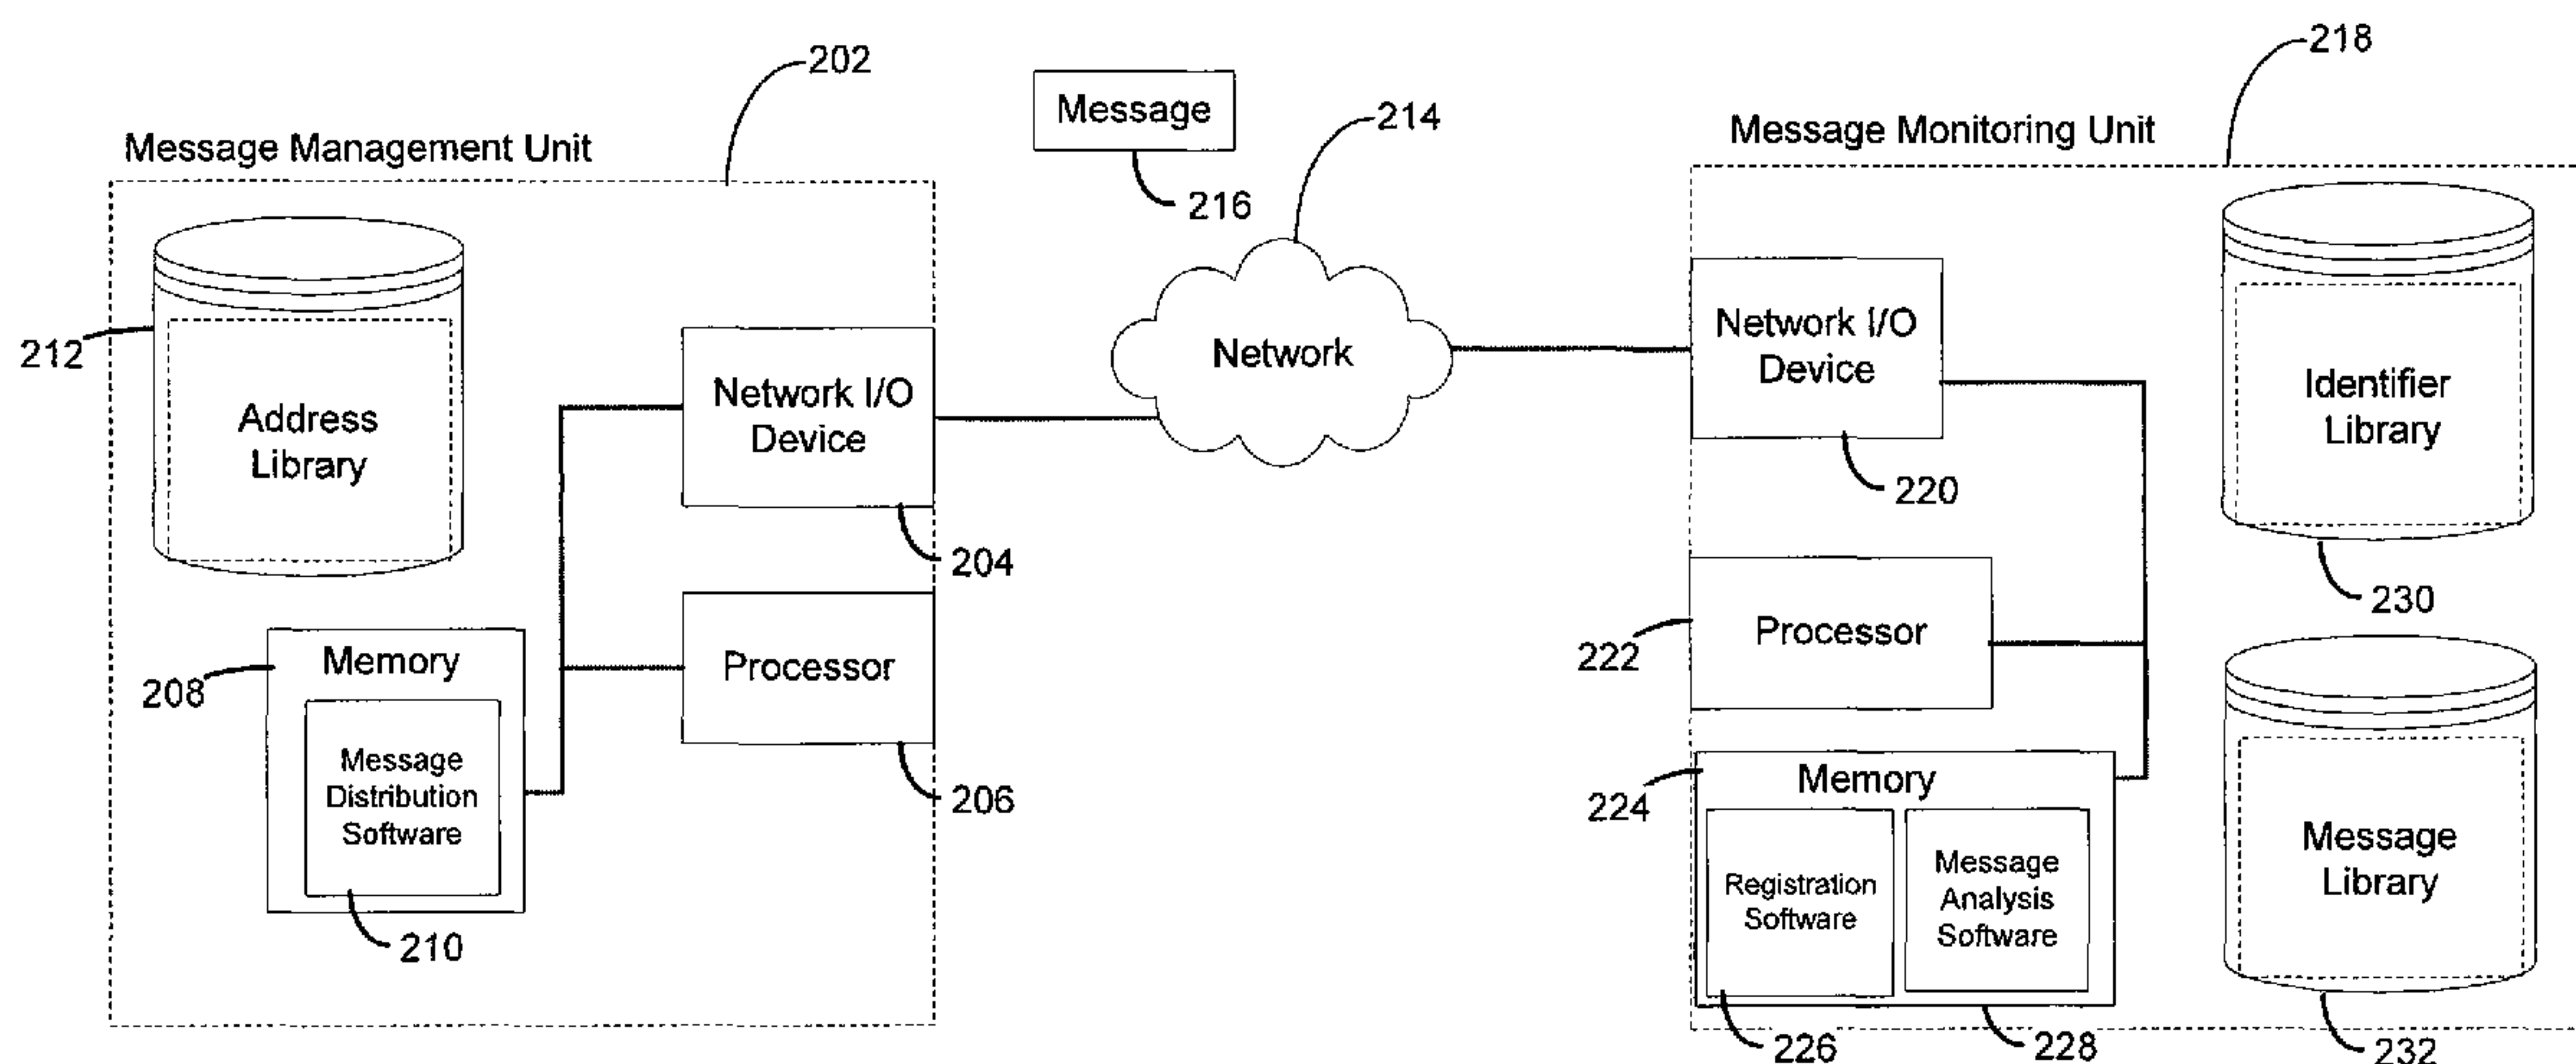 202
Message Management Unit
212
Address
Library
Network I/O
Device
204
208
Memory
Message
Distribution
Software
210
Processor
206
Message
216
214
Network
218
Message Monitoring Unit
Network I/O
Device
220
222
Processor
224
Memory
Registration
Software
226
Message
Analysis
Software
228
Identifier
Library
230
Message
Library
232